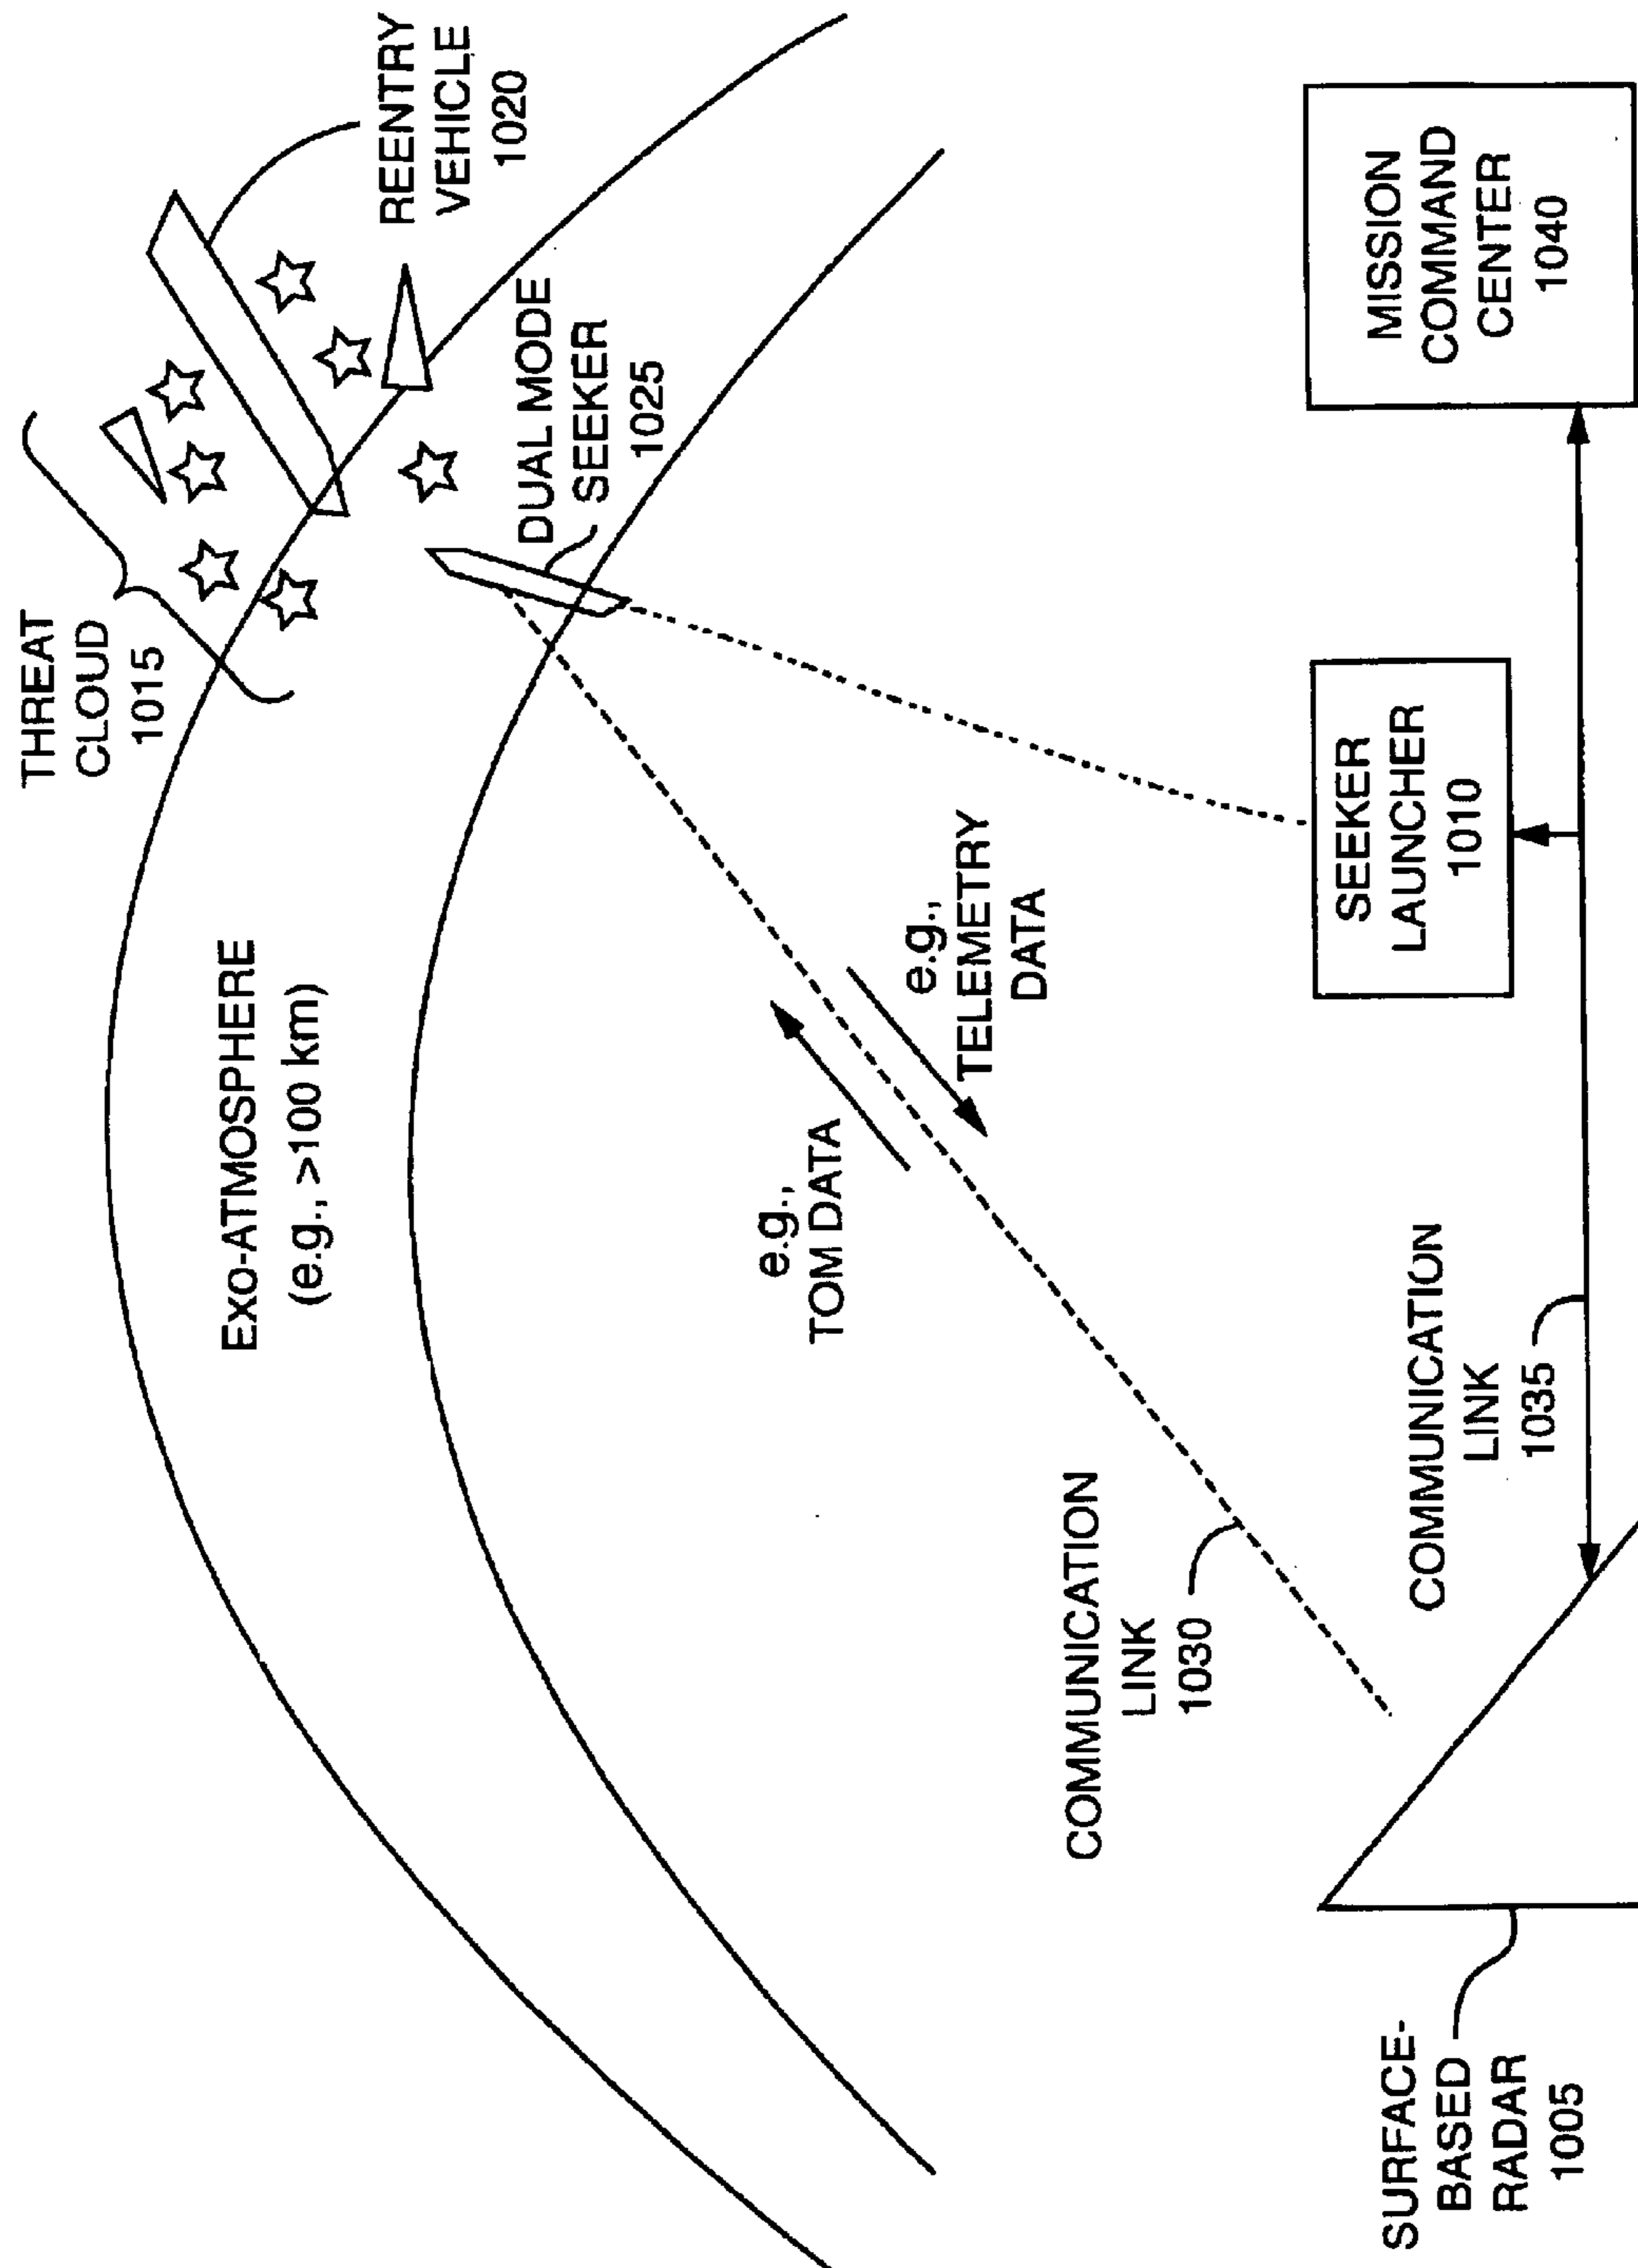 THREAT
CLOUD
1015
REENTRY
VEHICLE
1020
EXO-ATMOSPHERE
(e.g., >100 km)
DUAL MODE
SEEKER
1025
e.g.,
TOM DATA
e.g.,
TELEMETRY
DATA
COMMUNICATION
LINK
1030
SURFACE-
BASED
RADAR
1005
COMMUNICATION
LINK
1035
SEEKER
LAUNCHER
1010
MISSION
COMMAND
CENTER
1040